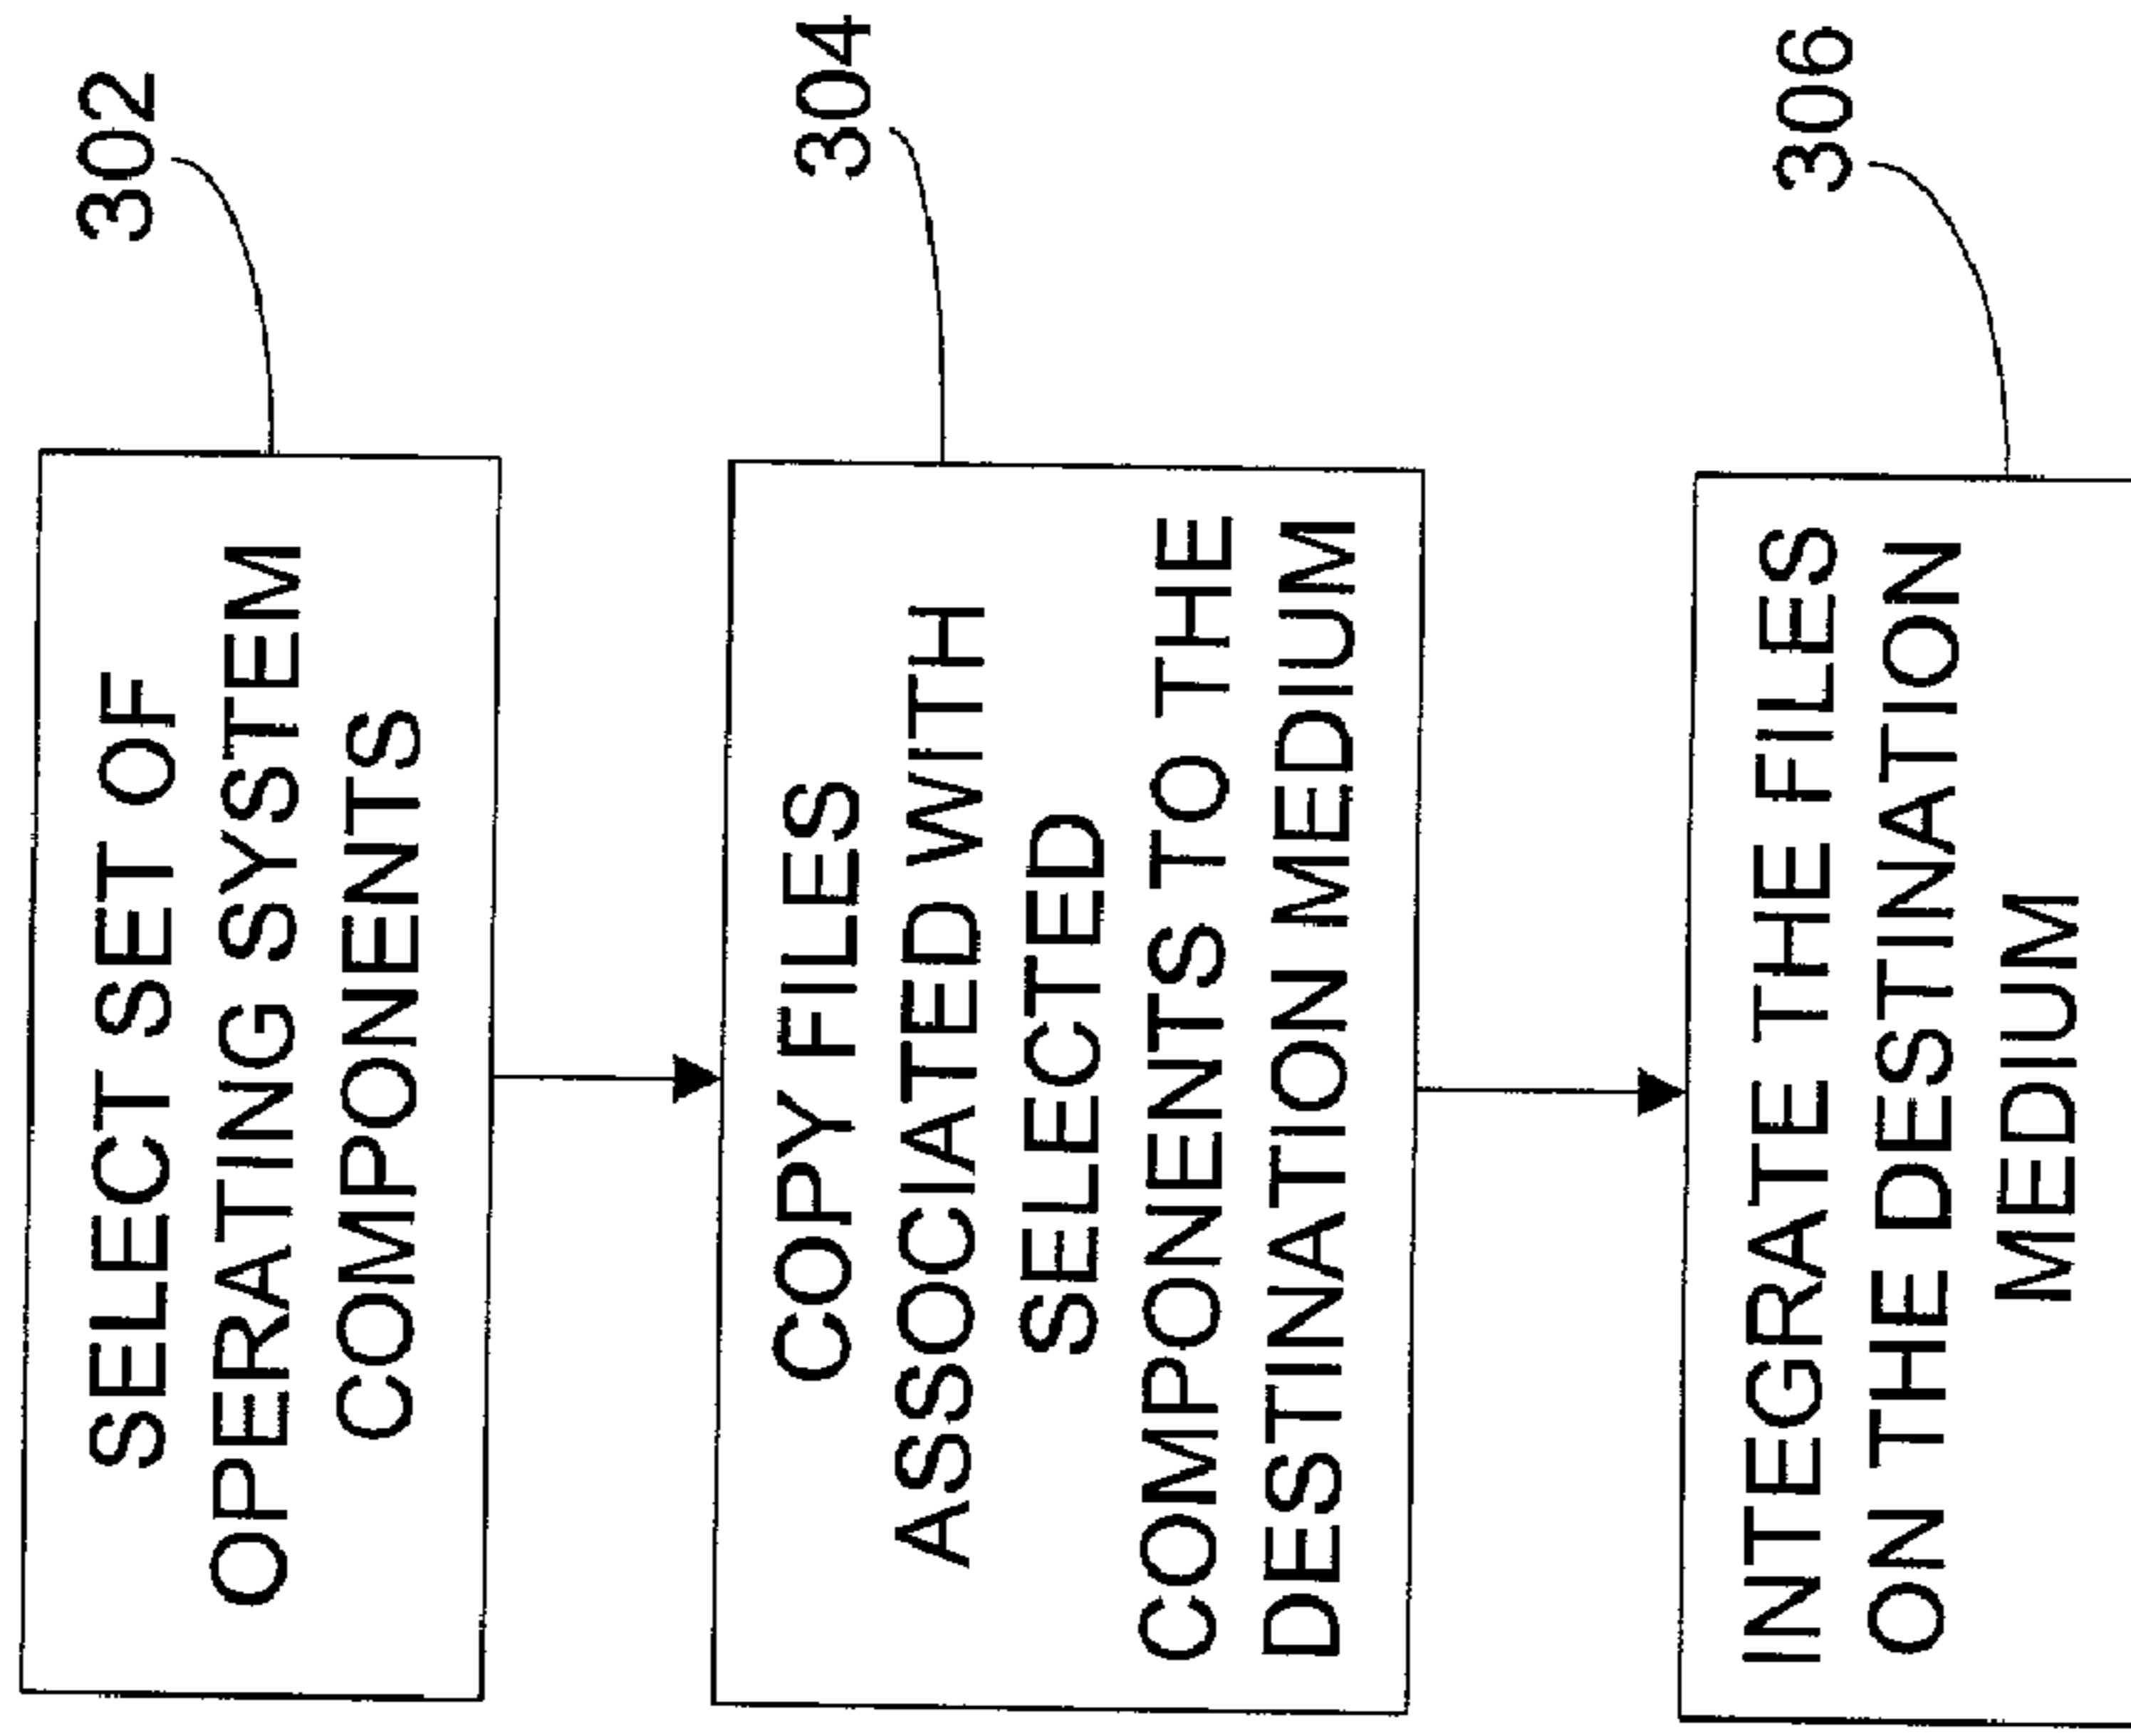 302
SELECT SET OF
OPERATING SYSTEM
COMPONENTS
304
COPY FILES
ASSOCIATED WITH
SELECTED
COMPONENTS TO THE
DESTINATION MEDIUM
306
INTEGRATE THE FILES
ON THE DESTINATION
MEDIUM